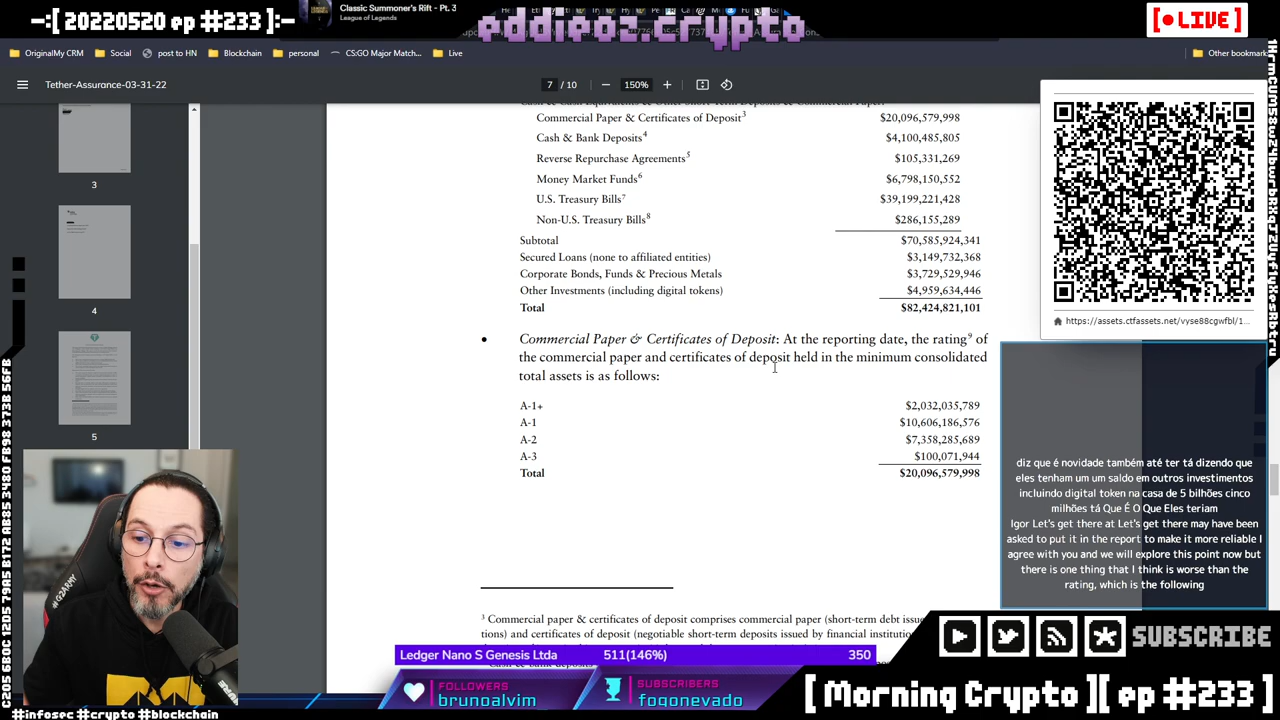 -:[ 20220520 ep #233 ]:-
Classic Summoner's Rift - Pt. 3
League of Legends
eddieoz.crypto
[●LIVE]
OriginalMy CRM
Social
post to HN
Blockchain
personal
CS:GO Major Match...
Live
Other bookmark
Tether-Assurance-03-31-22
7 / 10
150%
Cash & Cash Equivalents & Other Short-Term Deposits & Commercial Paper:
Commercial Paper & Certificates of Deposit3 $20,096,579,998
Cash & Bank Deposits4 $4,100,485,805
Reverse Repurchase Agreements5 $105,331,269
Money Market Funds6 $6,798,150,552
U.S. Treasury Bills7 $39,199,221,428
Non-U.S. Treasury Bills8 $286,155,289
Subtotal $70,585,924,341
Secured Loans (none to affiliated entities) $3,149,732,368
Corporate Bonds, Funds & Precious Metals $3,729,529,946
Other Investments (including digital tokens) $4,959,634,446
Total $82,424,821,101
• Commercial Paper & Certificates of Deposit: At the reporting date, the rating9 of
the commercial paper and certificates of deposit held in the minimum consolidated
total assets is as follows:
A-1+ $2,032,035,789
A-1 $10,606,186,576
A-2 $7,358,285,689
A-3 $100,071,944
Total $20,096,579,998
3 Commercial paper & certificates of deposit comprises commercial paper (short-term debt issue
tions) and certificates of deposit (negotiable short-term deposits issued by financial institutio
3
4
5
https://assets.ctfassets.net/vyse88cgwfbl/1...
diz que é novidade também até ter tá dizendo que
eles tenham um um saldo em outros investimentos
incluindo digital token na casa de 5 bilhões cinco
milhões tá Que É O Que Eles teriam
Igor Let's get there at Let's get there may have been
asked to put it in the report to make it more reliable I
agree with you and we will explore this point now but
there is one thing that I think is worse than the
rating, which is the following
#G2ARMY
Ledger Nano S Genesis Ltda 511(146%) 350
FOLLOWERS
brunoalvim
SUBSCRIBERS
fogonevado
SUBSCRIBE
[ Morning Crypto ][ ep #233 ]
infosec #crypto #blockchain